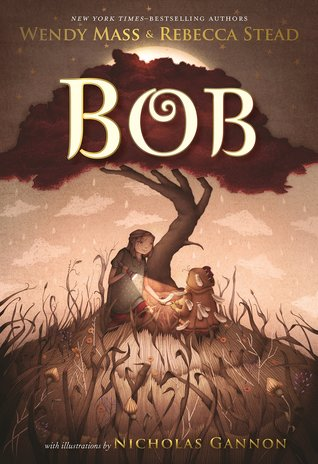 NEW YORK TIMES–BESTSELLING AUTHORS
WENDY MASS & REBECCA STEAD
BOB
with illustrations by NICHOLAS GANNON